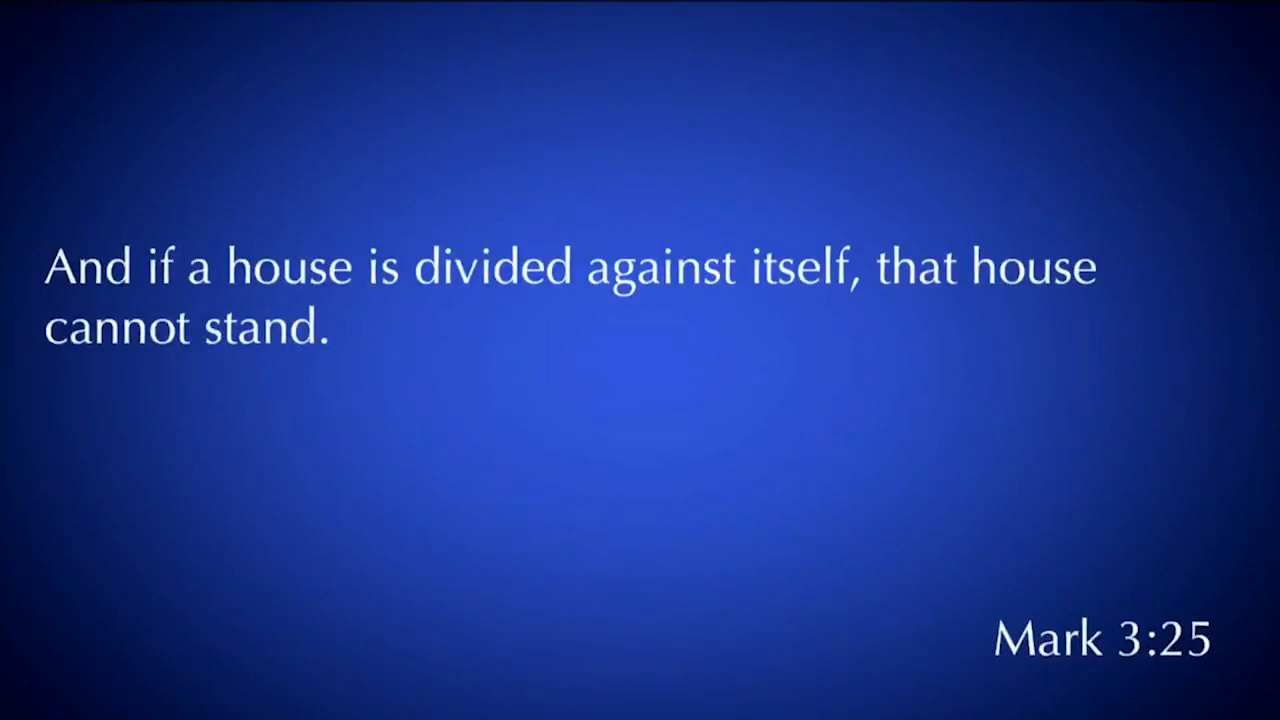 And if a house is divided against itself, that house
cannot stand.
Mark 3:25